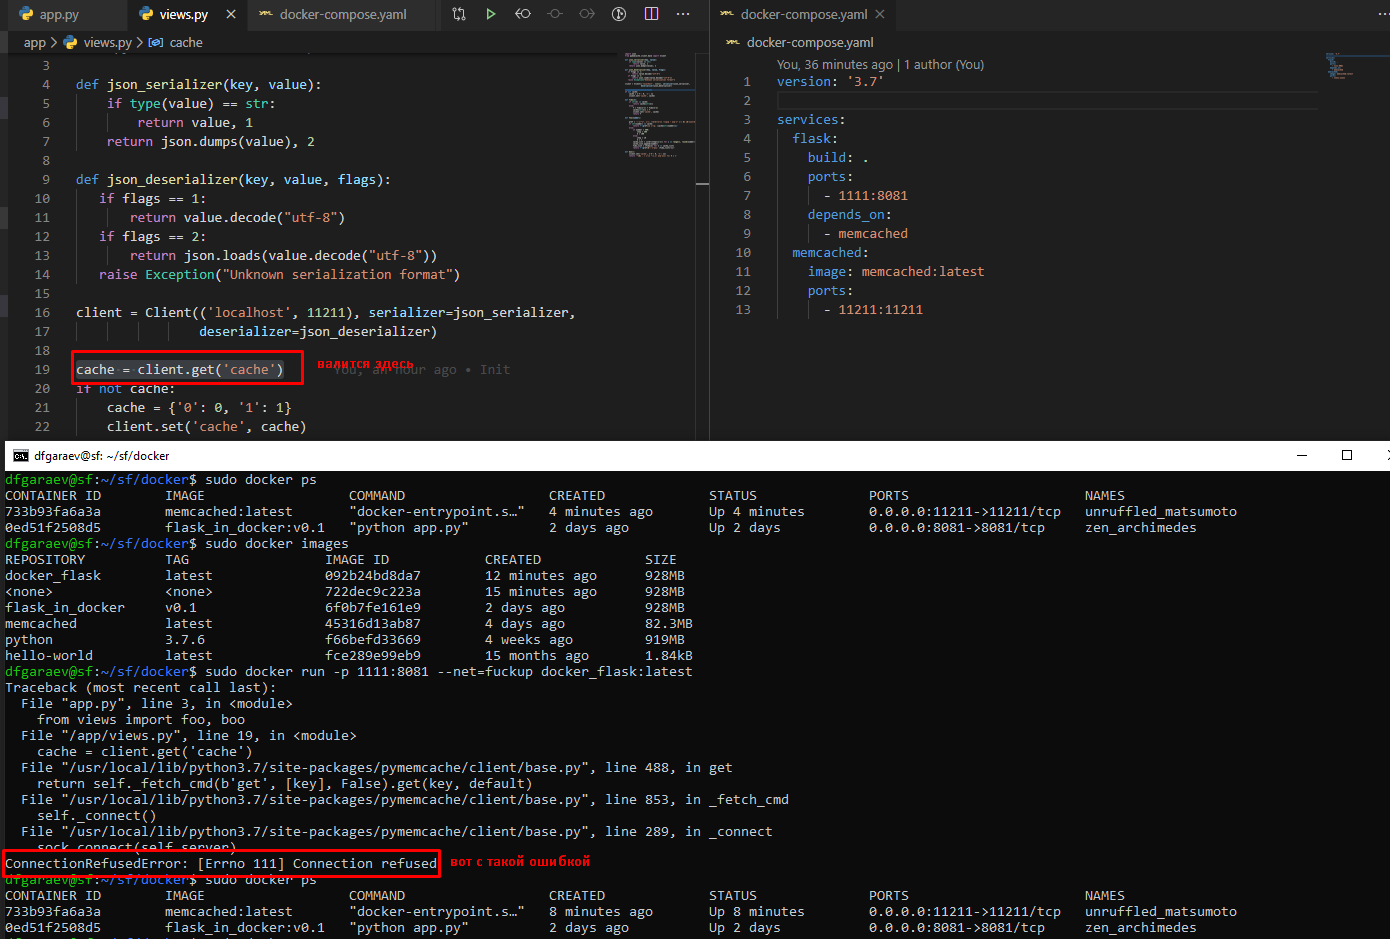 app.py
views.py
docker-compose.yaml
app > views.py > cache
3
4 def json_serializer(key, value):
5 if type(value) == str:
6 return value, 1
7 return json.dumps(value), 2
8
9 def json_deserializer(key, value, flags):
10 if flags == 1:
11 return value.decode("utf-8")
12 if flags == 2:
13 return json.loads(value.decode("utf-8"))
14 raise Exception("Unknown serialization format")
15
16 client = Client(('localhost', 11211), serializer=json_serializer,
17 deserializer=json_deserializer)
18
19 cache = client.get('cache') You, an hour ago • Init
валится здесь
20 if not cache:
21 cache = {'0': 0, '1': 1}
22 client.set('cache', cache)
docker-compose.yaml
docker-compose.yaml
You, 36 minutes ago | 1 author (You)
1 version: '3.7'
2
3 services:
4 flask:
5 build: .
6 ports:
7 - 1111:8081
8 depends_on:
9 - memcached
10 memcached:
11 image: memcached:latest
12 ports:
13 - 11211:11211
dfgaraev@sf: ~/sf/docker
dfgaraev@sf:~/sf/docker$ sudo docker ps
CONTAINER ID IMAGE COMMAND CREATED STATUS PORTS NAMES
733b93fa6a3a memcached:latest "docker-entrypoint.s…" 4 minutes ago Up 4 minutes 0.0.0.0:11211->11211/tcp unruffled_matsumoto
0ed51f2508d5 flask_in_docker:v0.1 "python app.py" 2 days ago Up 2 days 0.0.0.0:8081->8081/tcp zen_archimedes
dfgaraev@sf:~/sf/docker$ sudo docker images
REPOSITORY TAG IMAGE ID CREATED SIZE
docker_flask latest 092b24bd8da7 12 minutes ago 928MB
<none> <none> 722dec9c223a 15 minutes ago 928MB
flask_in_docker v0.1 6f0b7fe161e9 2 days ago 928MB
memcached latest 45316d13ab87 4 days ago 82.3MB
python 3.7.6 f66befd33669 4 weeks ago 919MB
hello-world latest fce289e99eb9 15 months ago 1.84kB
dfgaraev@sf:~/sf/docker$ sudo docker run -p 1111:8081 --net=fuckup docker_flask:latest
Traceback (most recent call last):
File "app.py", line 3, in <module>
from views import foo, boo
File "/app/views.py", line 19, in <module>
cache = client.get('cache')
File "/usr/local/lib/python3.7/site-packages/pymemcache/client/base.py", line 488, in get
return self._fetch_cmd(b'get', [key], False).get(key, default)
File "/usr/local/lib/python3.7/site-packages/pymemcache/client/base.py", line 853, in _fetch_cmd
self._connect()
File "/usr/local/lib/python3.7/site-packages/pymemcache/client/base.py", line 289, in _connect
sock.connect(self.server)
ConnectionRefusedError: [Errno 111] Connection refused
вот с такой ошибкой
dfgaraev@sf:~/sf/docker$ sudo docker ps
CONTAINER ID IMAGE COMMAND CREATED STATUS PORTS NAMES
733b93fa6a3a memcached:latest "docker-entrypoint.s…" 8 minutes ago Up 8 minutes 0.0.0.0:11211->11211/tcp unruffled_matsumoto
0ed51f2508d5 flask_in_docker:v0.1 "python app.py" 2 days ago Up 2 days 0.0.0.0:8081->8081/tcp zen_archimedes